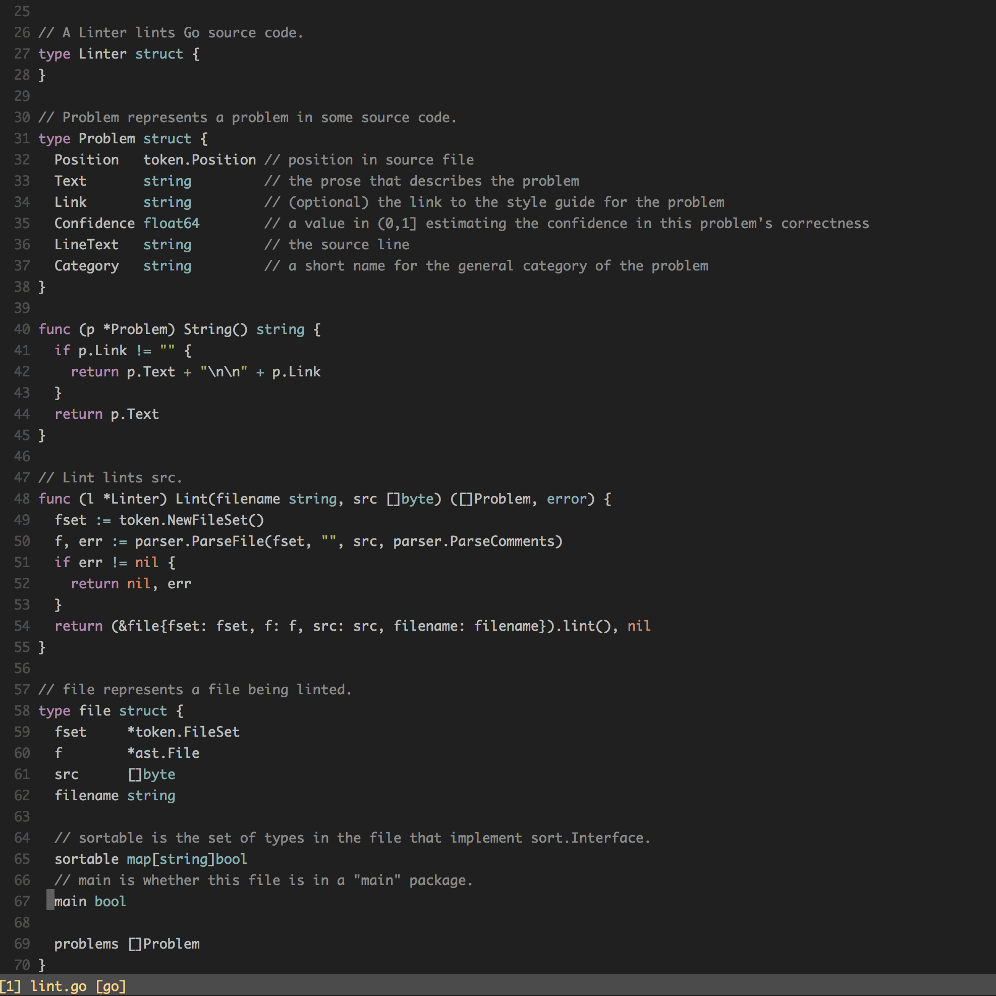 25
26 // A Linter lints Go source code.
27 type Linter struct {
28 }
29
30 // Problem represents a problem in some source code.
31 type Problem struct {
32   Position   token.Position // position in source file
33   Text       string         // the prose that describes the problem
34   Link       string         // (optional) the link to the style guide for the problem
35   Confidence float64        // a value in (0,1] estimating the confidence in this problem's correctness
36   LineText   string         // the source line
37   Category   string         // a short name for the general category of the problem
38 }
39
40 func (p *Problem) String() string {
41   if p.Link != "" {
42     return p.Text + "\n\n" + p.Link
43   }
44   return p.Text
45 }
46
47 // Lint lints src.
48 func (l *Linter) Lint(filename string, src []byte) ([]Problem, error) {
49   fset := token.NewFileSet()
50   f, err := parser.ParseFile(fset, "", src, parser.ParseComments)
51   if err != nil {
52     return nil, err
53   }
54   return (&file{fset: fset, f: f, src: src, filename: filename}).lint(), nil
55 }
56
57 // file represents a file being linted.
58 type file struct {
59   fset     *token.FileSet
60   f        *ast.File
61   src      []byte
62   filename string
63
64   // sortable is the set of types in the file that implement sort.Interface.
65   sortable map[string]bool
66   // main is whether this file is in a "main" package.
67   main bool
68
69   problems []Problem
70 }
[1] lint.go [go]